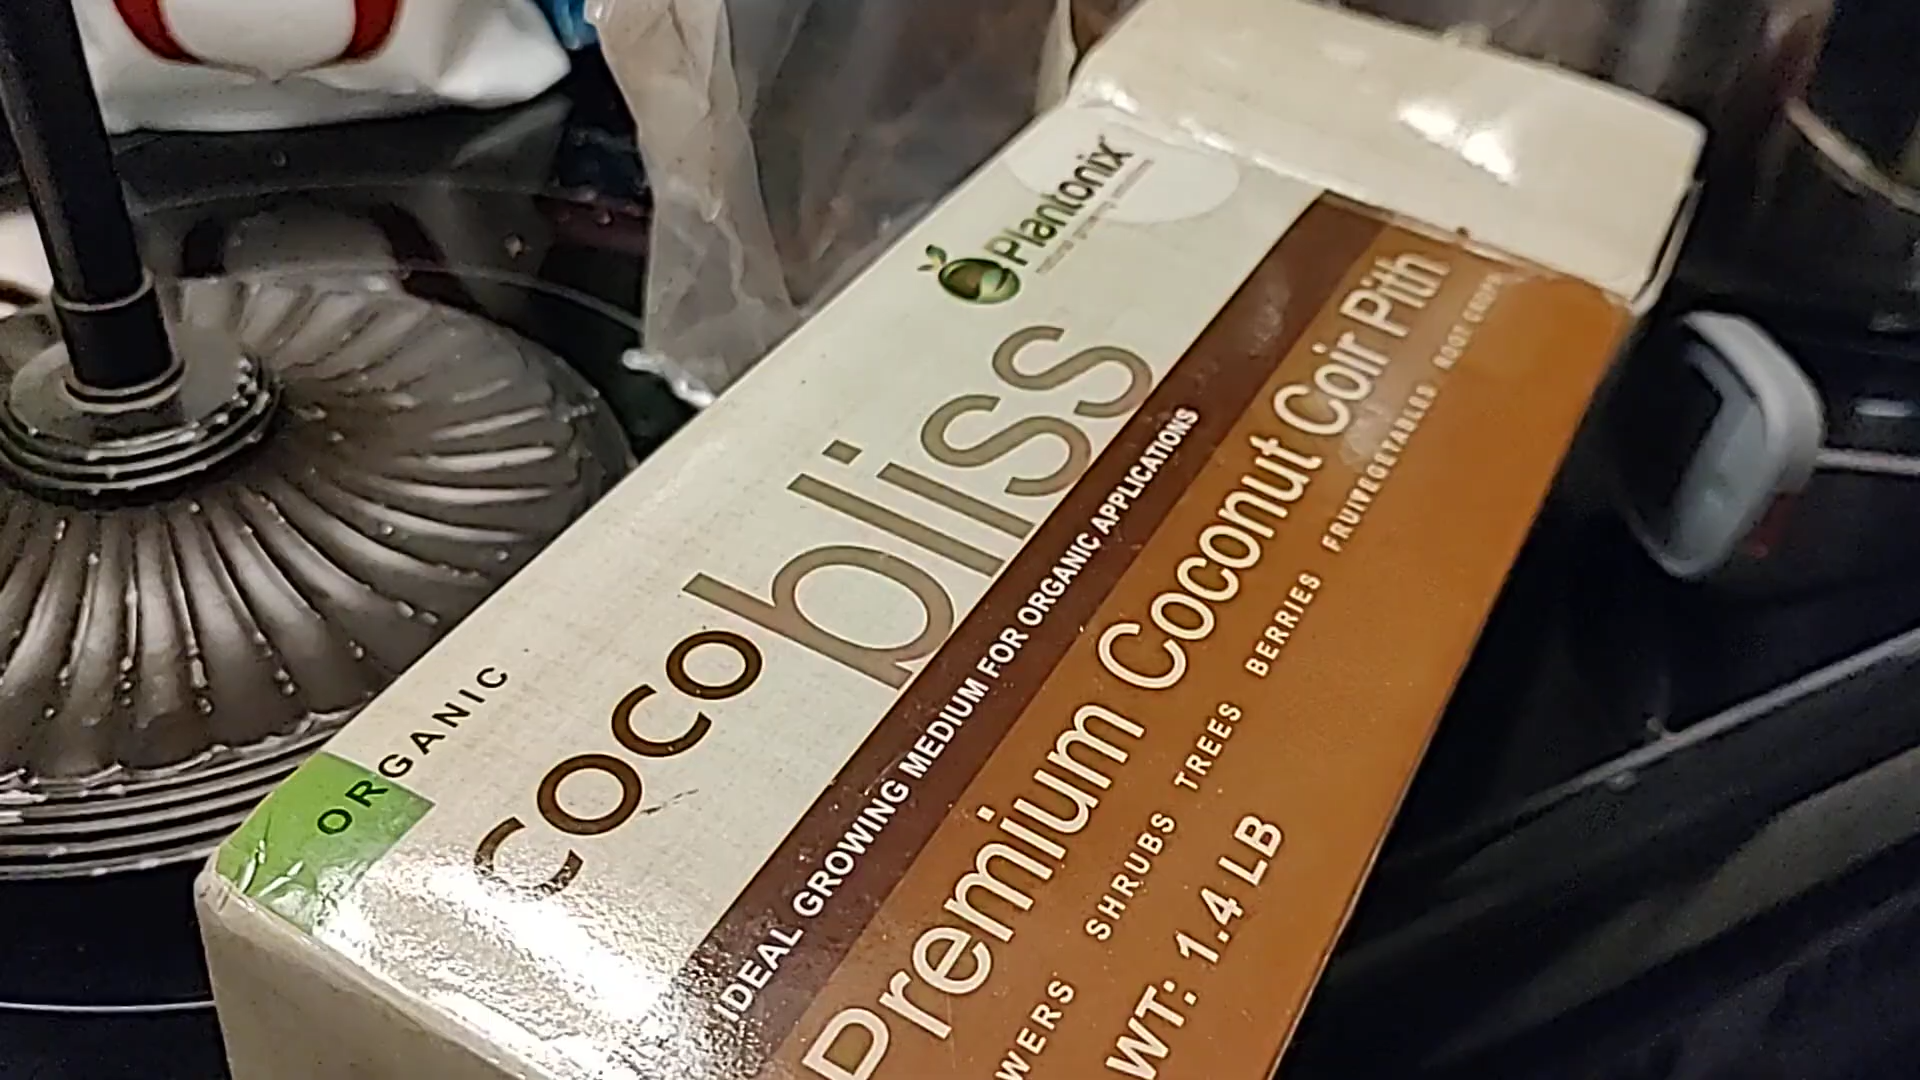 Plantonix
ORGANIC
coco bliss
IDEAL GROWING MEDIUM FOR ORGANIC APPLICATIONS
Premium Coconut Coir Pith
WERS SHRUBS TREES BERRIES FRUIVEGETABLES ROOT CROPS
WT: 1.4 LB